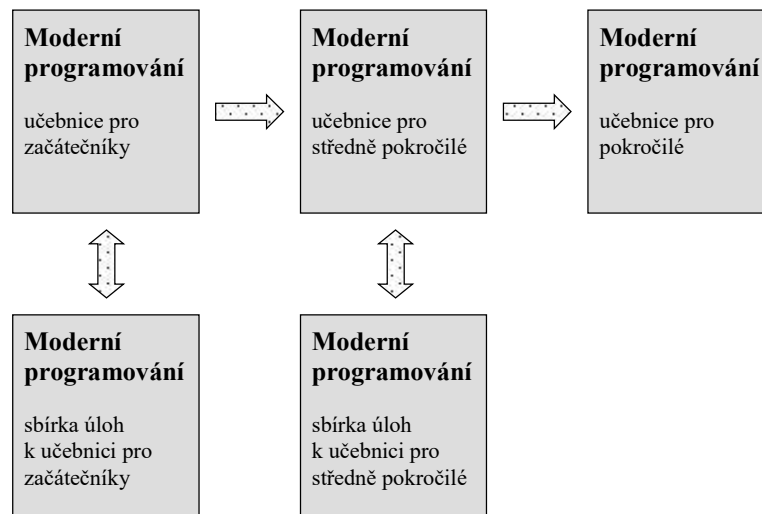 Moderní
programování
učebnice pro
začátečníky
Moderní
programování
učebnice pro
středně pokročilé
Moderní
programování
učebnice pro
pokročilé
Moderní
programování
sbírka úloh
k učebnici pro
začátečníky
Moderní
programování
sbírka úloh
k učebnici pro
středně pokročilé